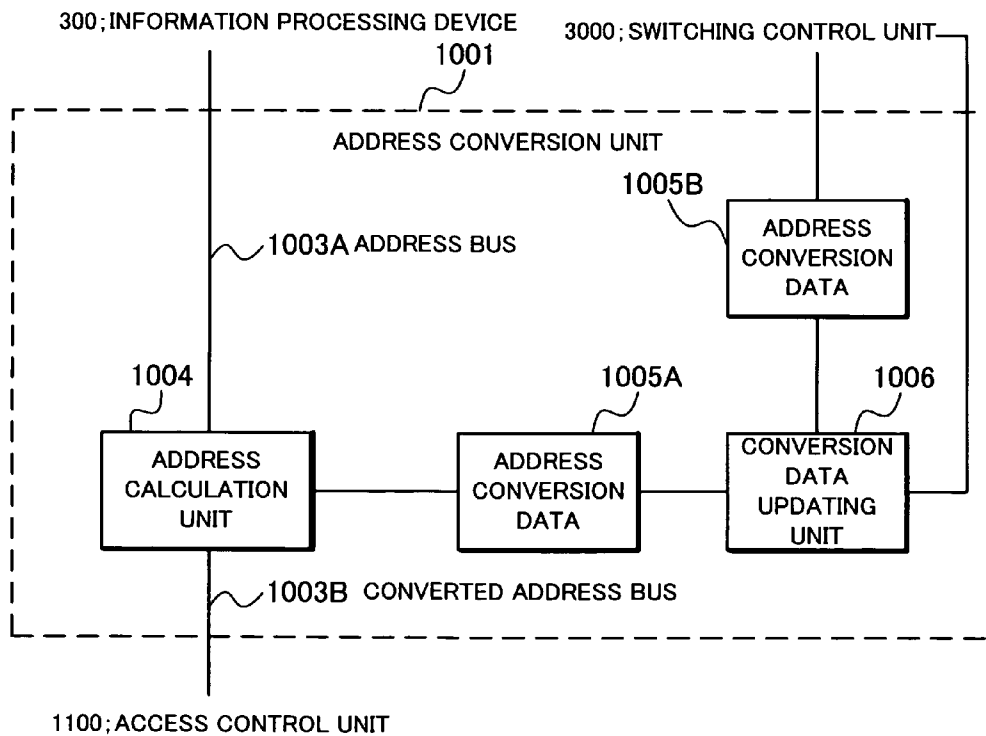 300;INFORMATION PROCESSING DEVICE
3000;SWITCHING CONTROL UNIT
1001
ADDRESS CONVERSION UNIT
1005B
ADDRESS
CONVERSION
DATA
1003A ADDRESS BUS
1004
1005A
1006
ADDRESS
CALCULATION
UNIT
ADDRESS
CONVERSION
DATA
CONVERSION
DATA
UPDATING
UNIT
1003B CONVERTED ADDRESS BUS
1100;ACCESS CONTROL UNIT